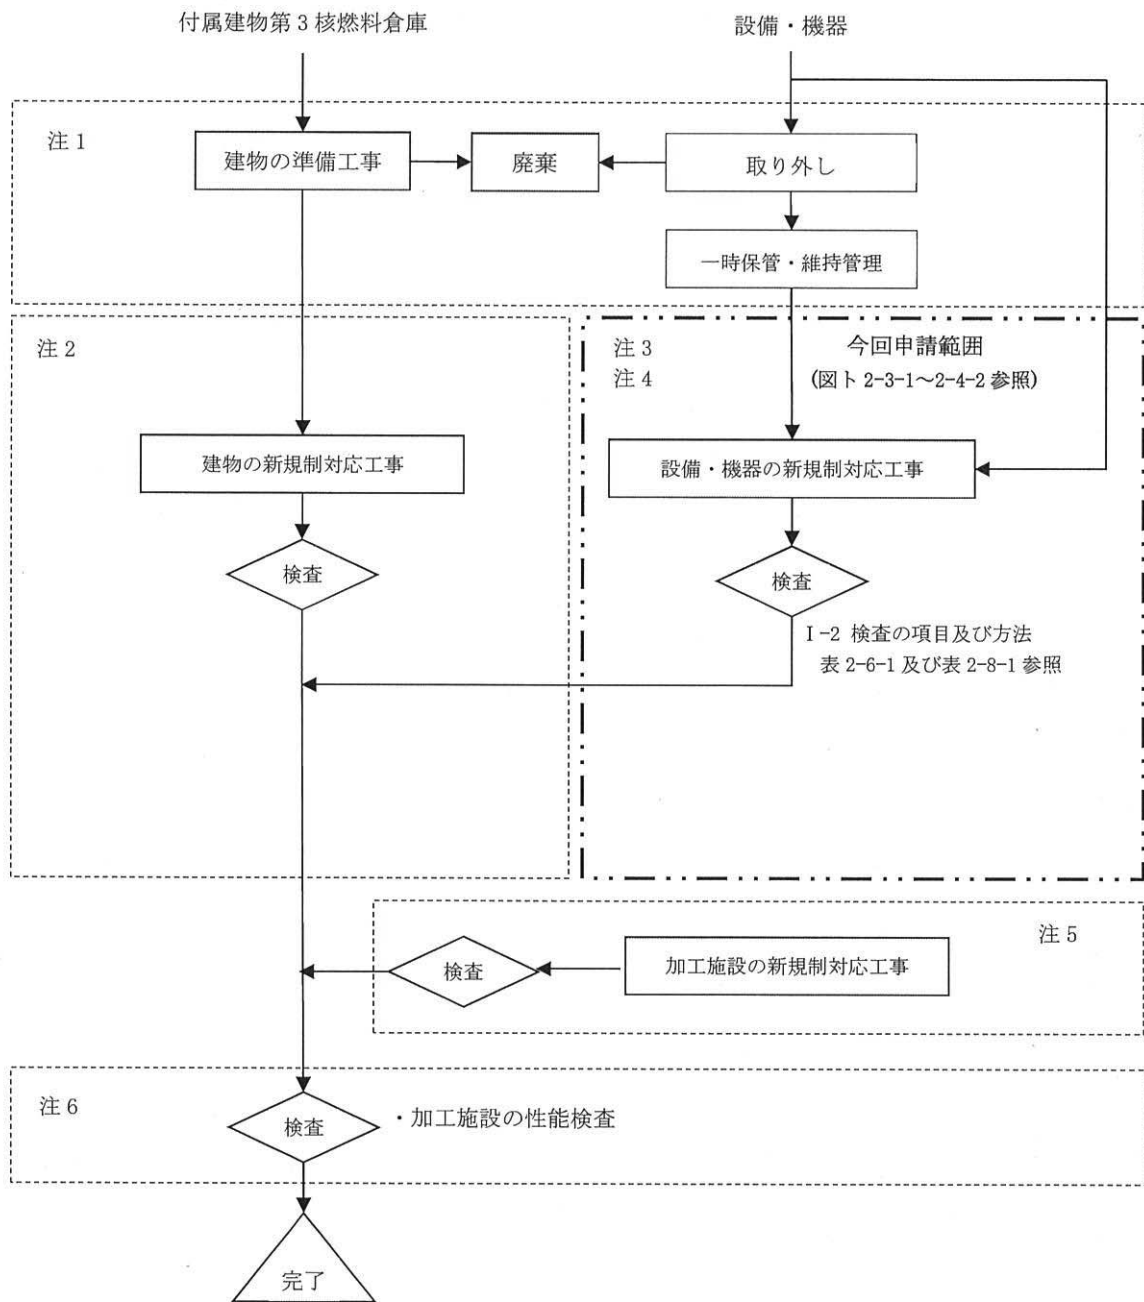 付属建物第3核燃料倉庫
設備・機器
注1
建物の準備工事
廃棄
取り外し
一時保管・維持管理
注2
注3
注4
今回申請範囲
(図ト2-3-1～2-4-2参照)
建物の新規制対応工事
設備・機器の新規制対応工事
検査
検査
Ⅰ-2 検査の項目及び方法
表2-6-1及び表2-8-1参照
注5
検査
加工施設の新規制対応工事
注6
検査
・加工施設の性能検査
完了